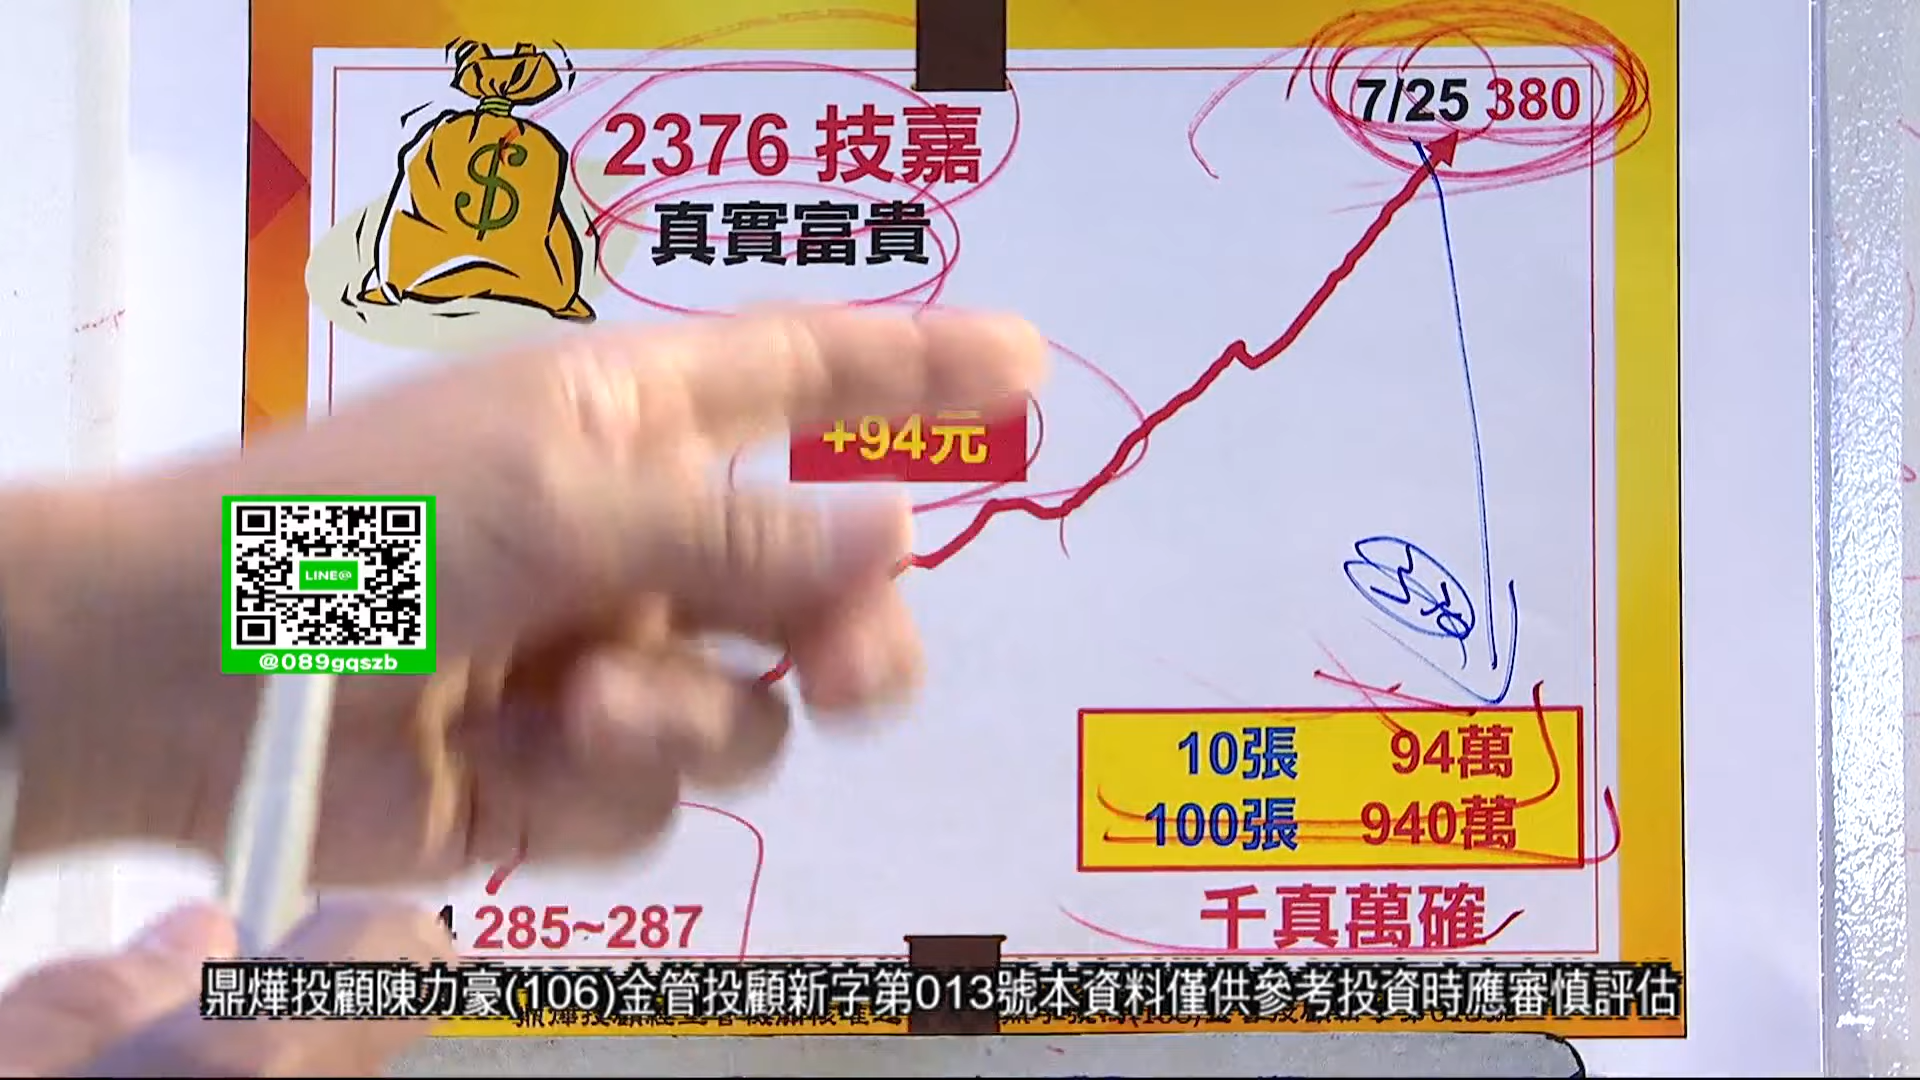 7/25 380
2376 技嘉
真實富貴
+94元
LINE@
@089gqszb
10張 94萬
100張 940萬
4 285~287
千真萬確
鼎燁投顧陳力豪(106)金管投顧新字第013號本資料僅供參考投資時應審慎評估